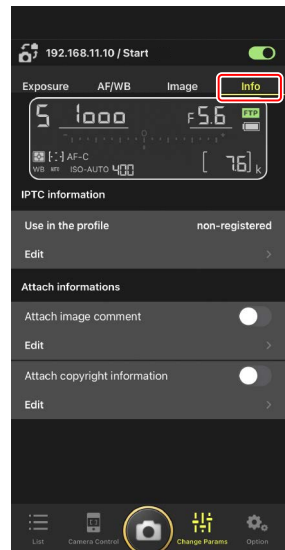 192.168.11.10 / Start
Exposure AF/WB Image Info
S 1000 F5.6 FTP
AF-C
WB ISO-AUTO 400 [ 7.6] k
IPTC information
Use in the profile non-registered
Edit
Attach informations
Attach image comment
Edit
Attach copyright information
Edit
List Camera Control Change Params Option